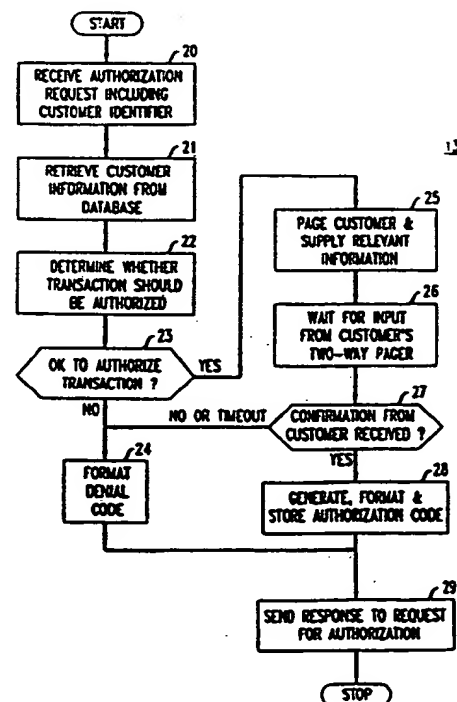 START
20
RECEIVE AUTHORIZATION
REQUEST INCLUDING
CUSTOMER IDENTIFIER
21
RETRIEVE CUSTOMER
INFORMATION FROM
DATABASE
22
DETERMINE WHETHER
TRANSACTION SHOULD
BE AUTHORIZED
23
OK TO AUTHORIZE
TRANSACTION ?
YES
NO
24
FORMAT
DENIAL
CODE
13
25
PAGE CUSTOMER &
SUPPLY RELEVANT
INFORMATION
26
WAIT FOR INPUT
FROM CUSTOMER'S
TWO-WAY PAGER
27
CONFIRMATION FROM
CUSTOMER RECEIVED ?
NO OR TIMEOUT
YES
28
GENERATE, FORMAT &
STORE AUTHORIZATION CODE
29
SEND RESPONSE TO REQUEST
FOR AUTHORIZATION
STOP